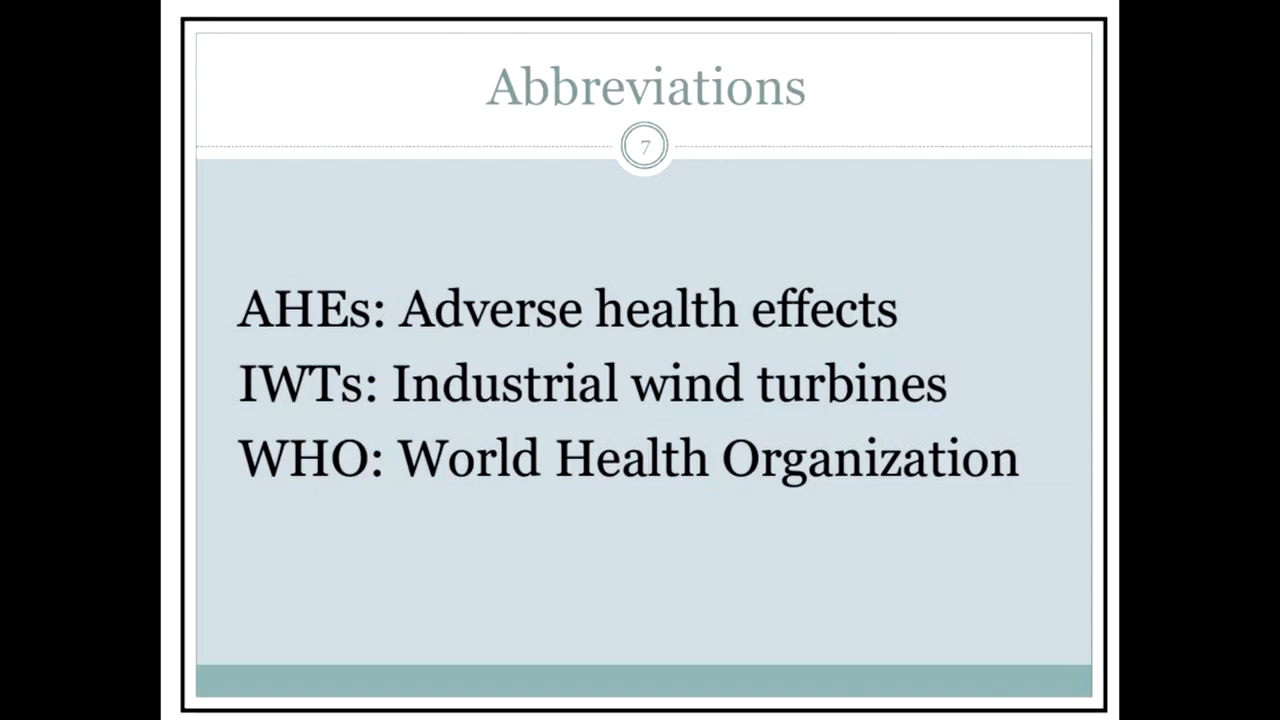 Abbreviations
7
AHEs: Adverse health effects
IWTs: Industrial wind turbines
WHO: World Health Organization